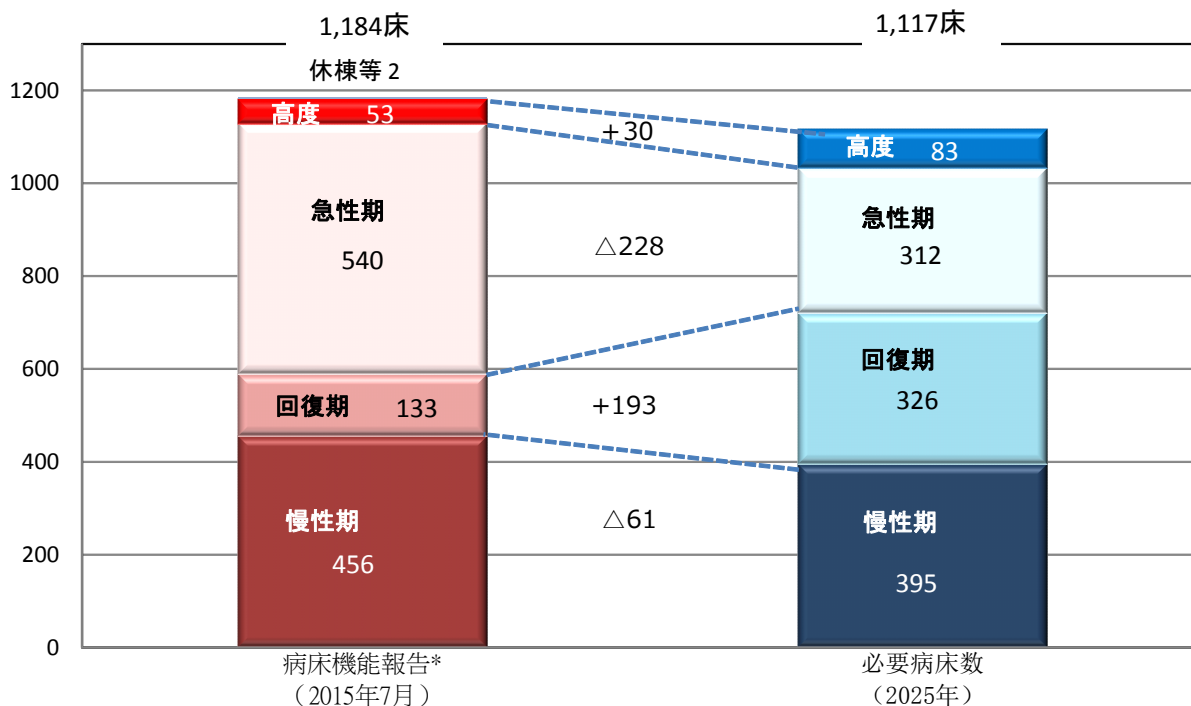 1,184床
1,117床
休棟等 2
1200
1000
800
600
400
200
0
高度 53
急性期
540
回復期 133
慢性期
456
+30
△228
+193
△61
高度 83
急性期
312
回復期
326
慢性期
395
病床機能報告*
（2015年7月）
必要病床数
（2025年）